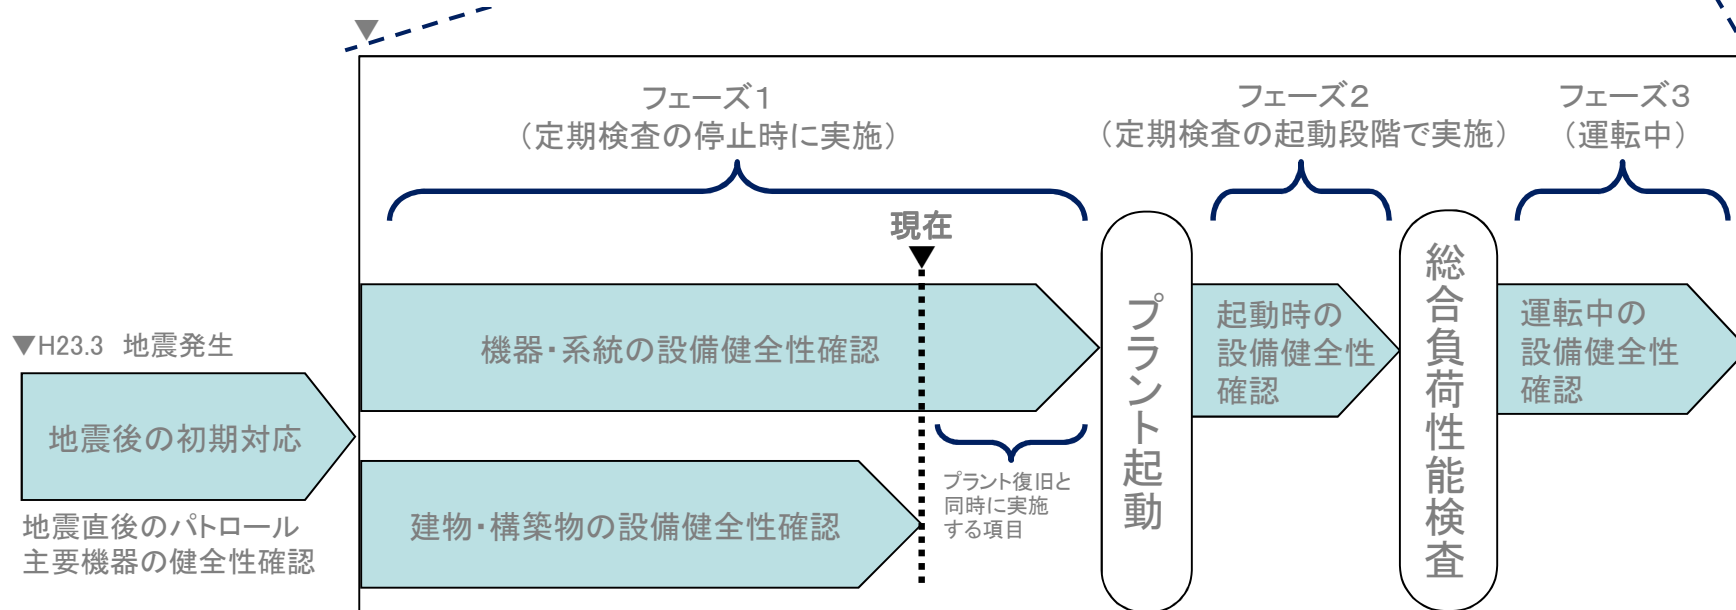 フェーズ１
（定期検査の停止時に実施）
フェーズ２
（定期検査の起動段階で実施）
フェーズ３
（運転中）
現在
▼H23.3 地震発生
地震後の初期対応
地震直後のパトロール
主要機器の健全性確認
機器・系統の設備健全性確認
建物・構築物の設備健全性確認
プラント復旧と
同時に実施
する項目
プラント起動
起動時の
設備健全性
確認
総合負荷性能検査
運転中の
設備健全性
確認